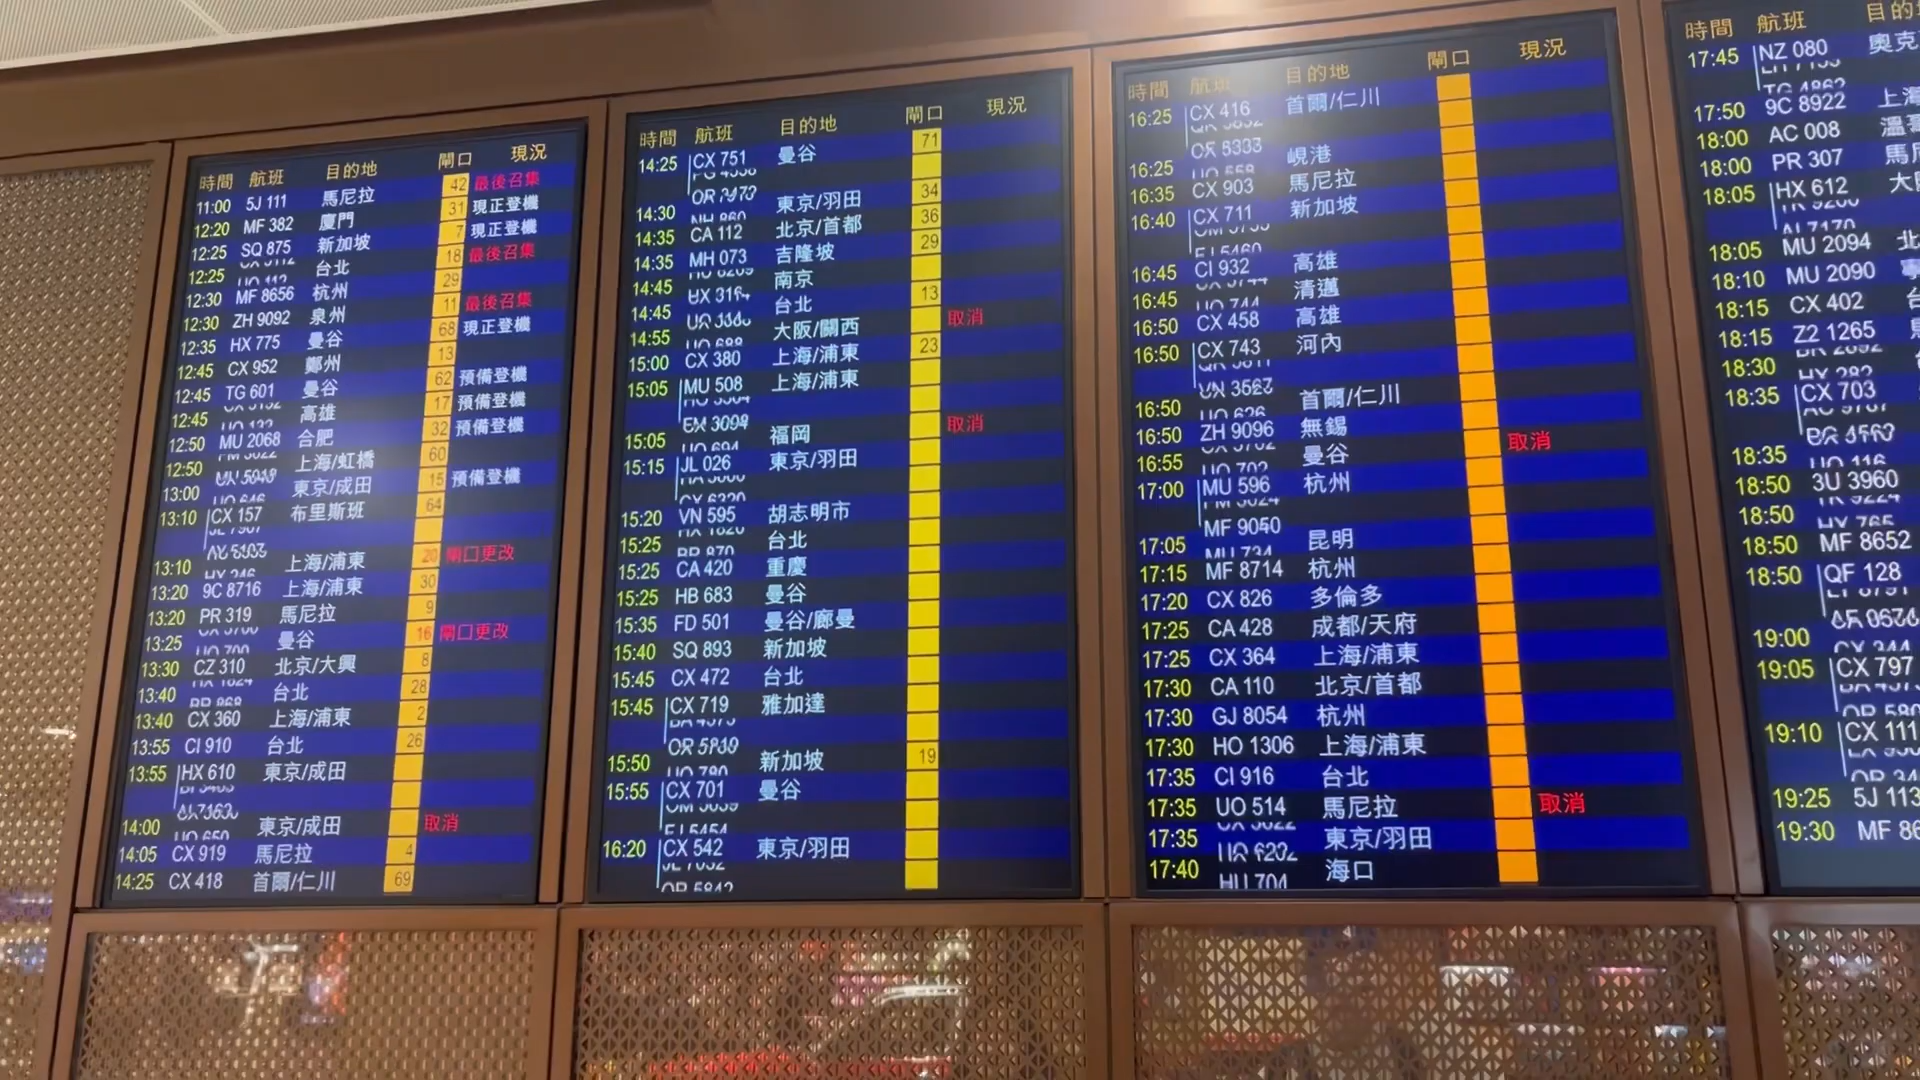 時間 航班 目的地 閘口 現況
11:00 5J 111 馬尼拉 42 最後召集
12:20 MF 382 廈門 31 現正登機
12:25 SQ 875 新加坡 7 現正登機
12:25 台北 18 最後召集
12:30 MF 8656 杭州 29
12:30 ZH 9092 泉州 11 最後召集
12:35 HX 775 曼谷 68 現正登機
12:45 CX 952 鄭州 13
12:45 TG 601 曼谷 62 預備登機
12:45 高雄 17 預備登機
12:50 MU 2068 合肥 32 預備登機
12:50 上海/虹橋 60
13:00 東京/成田 15 預備登機
13:10 CX 157 布里斯班 64
13:10 上海/浦東 20 閘口更改
13:20 9C 8716 上海/浦東 30
13:20 PR 319 馬尼拉 9
13:25 曼谷 16 閘口更改
13:30 CZ 310 北京/大興 8
13:40 台北 28
13:40 CX 360 上海/浦東 2
13:55 CI 910 台北 26
13:55 HX 610 東京/成田
14:00 東京/成田 取消
14:05 CX 919 馬尼拉 4
14:25 CX 418 首爾/仁川 69
時間 航班 目的地 閘口 現況
14:25 CX 751 曼谷 71
14:30 東京/羽田 34
14:35 CA 112 北京/首都 36
14:35 MH 073 吉隆坡 29
14:45 南京
14:45 台北 13
14:55 大阪/關西 取消
15:00 CX 380 上海/浦東 23
15:05 MU 508 上海/浦東
15:05 福岡 取消
15:15 JL 026 東京/羽田
15:20 VN 595 胡志明市
15:25 台北
15:25 CA 420 重慶
15:25 HB 683 曼谷
15:35 FD 501 曼谷/廊曼
15:40 SQ 893 新加坡
15:45 CX 472 台北
15:45 CX 719 雅加達
15:50 新加坡 19
15:55 CX 701 曼谷
16:20 CX 542 東京/羽田
時間 航班 目的地 閘口 現況
16:25 CX 416 首爾/仁川
16:25 峴港
16:35 CX 903 馬尼拉
16:40 CX 711 新加坡
16:45 CI 932 高雄
16:45 清邁
16:50 CX 458 高雄
16:50 CX 743 河內
16:50 首爾/仁川
16:50 ZH 9096 無錫 取消
16:55 曼谷
17:00 MU 596 杭州
17:05 昆明
17:15 MF 8714 杭州
17:20 CX 826 多倫多
17:25 CA 428 成都/天府
17:25 CX 364 上海/浦東
17:30 CA 110 北京/首都
17:30 GJ 8054 杭州
17:30 HO 1306 上海/浦東
17:35 CI 916 台北
17:35 UO 514 馬尼拉 取消
17:35 東京/羽田
17:40 海口
時間 航班 目的
17:45 NZ 080 奧克
17:50 9C 8922 上海
18:00 AC 008 溫哥
18:00 PR 307 馬尼
18:05 HX 612 大
18:05 MU 2094 北
18:10 MU 2090
18:15 CX 402
18:15 Z2 1265
18:30
18:35 CX 703
18:35
18:50 3U 3960
18:50
18:50 MF 8652
18:50 QF 128
19:00
19:05 CX 797
19:10 CX 111
19:25 5J 113
19:30 MF 86